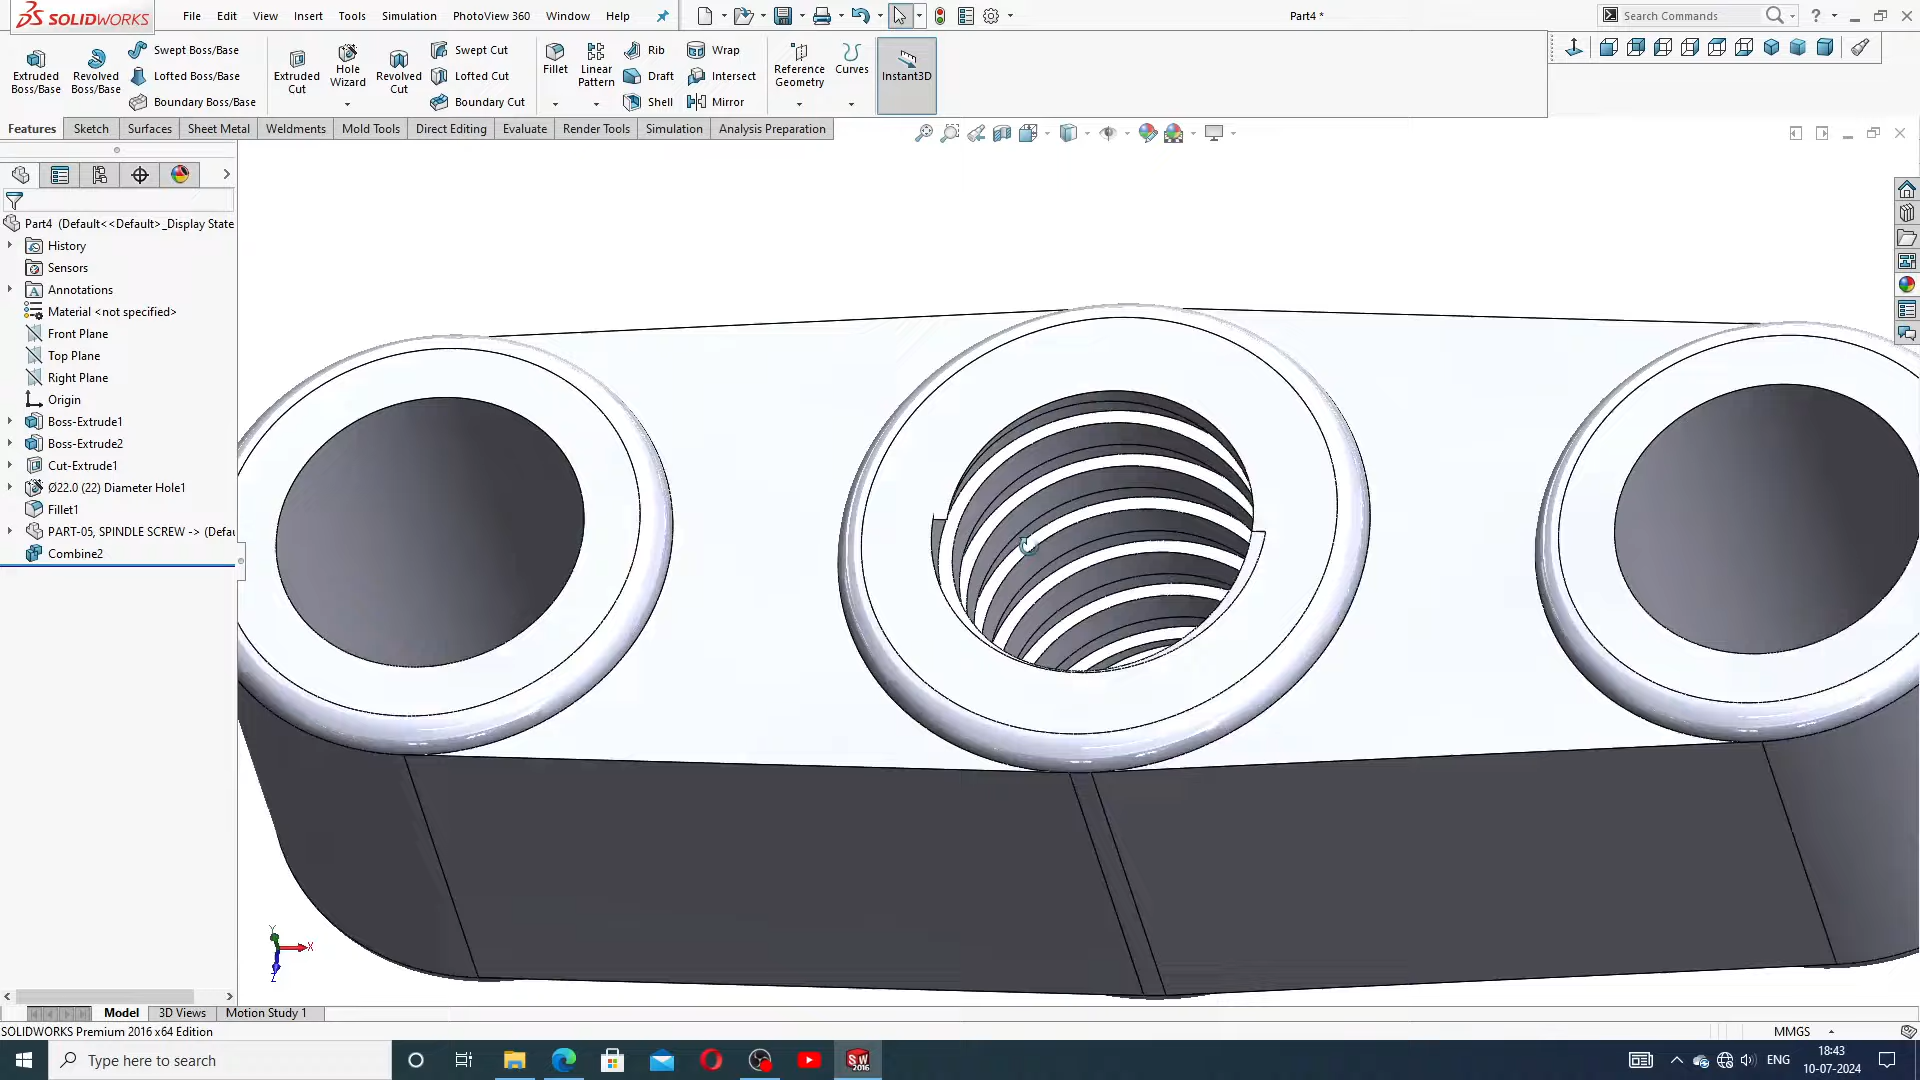 SOLIDWORKS File Edit View Insert Tools Simulation PhotoView 360 Window Help Part4 * Search Commands ?
Extruded Boss/Base
Revolved Boss/Base
Swept Boss/Base
Lofted Boss/Base
Boundary Boss/Base
Extruded Cut
Hole Wizard
Revolved Cut
Swept Cut
Lofted Cut
Boundary Cut
Fillet
Linear Pattern
Rib
Draft
Shell
Wrap
Intersect
Mirror
Reference Geometry
Curves
Instant3D
Features Sketch Surfaces Sheet Metal Weldments Mold Tools Direct Editing Evaluate Render Tools Simulation Analysis Preparation
Part4 (Default<<Default>_Display State
History
Sensors
A Annotations
Material <not specified>
Front Plane
Top Plane
Right Plane
Origin
Boss-Extrude1
Boss-Extrude2
Cut-Extrude1
Ø22.0 (22) Diameter Hole1
Fillet1
PART-05, SPINDLE SCREW -> (Defau
Combine2
Y
X
Z
Model 3D Views Motion Study 1
SOLIDWORKS Premium 2016 x64 Edition MMGS
Type here to search
SW 2016
ENG
18:43
10-07-2024